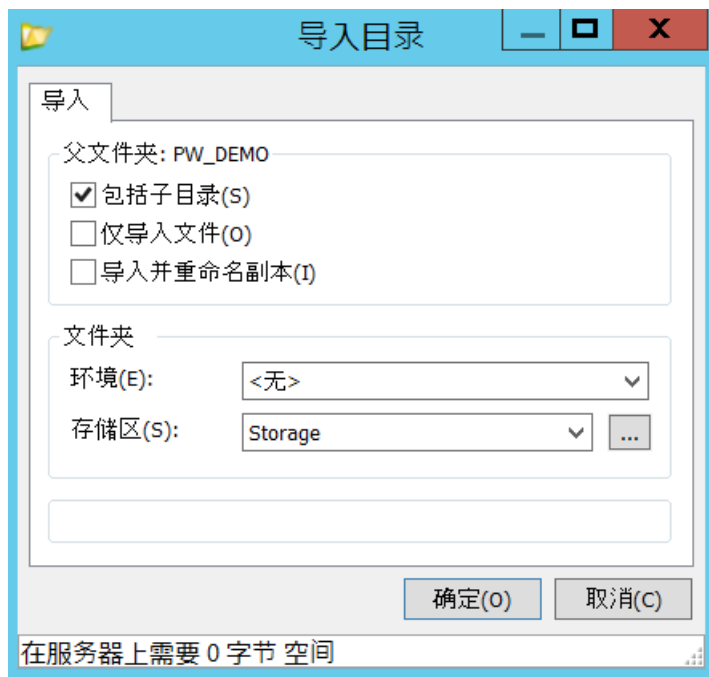 导入目录
导入
父文件夹: PW_DEMO
包括子目录(S)
仅导入文件(O)
导入并重命名副本(I)
文件夹
环境(E): <无>
存储区(S): Storage ...
确定(O) 取消(C)
在服务器上需要 0 字节 空间